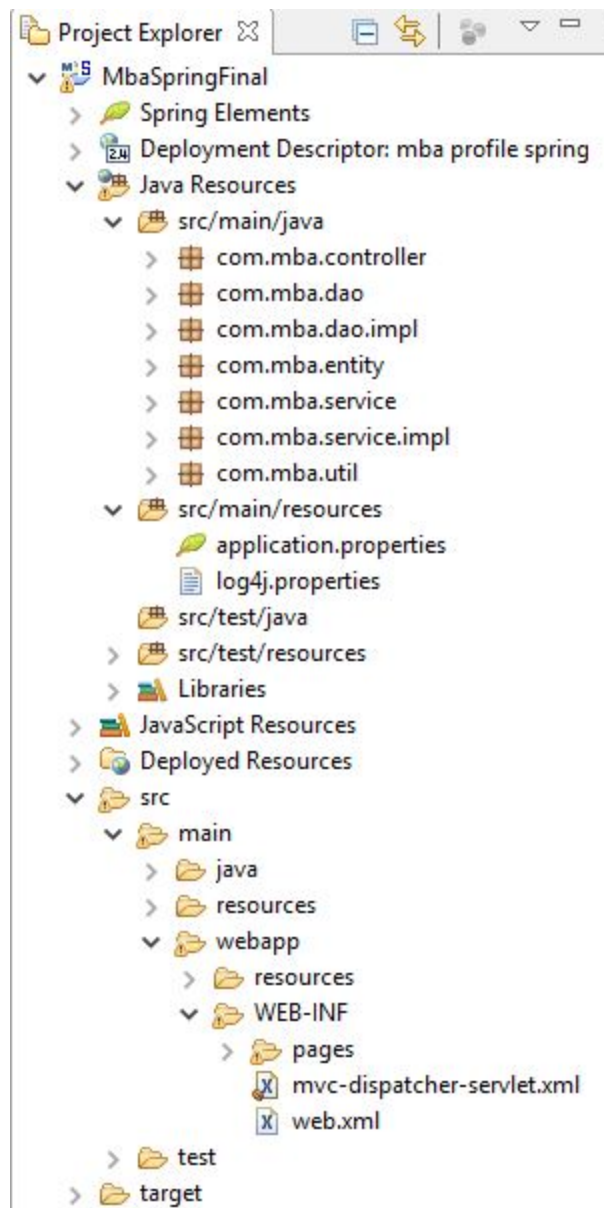 Project Explorer
MbaSpringFinal
Spring Elements
Deployment Descriptor: mba profile spring
Java Resources
src/main/java
com.mba.controller
com.mba.dao
com.mba.dao.impl
com.mba.entity
com.mba.service
com.mba.service.impl
com.mba.util
src/main/resources
application.properties
log4j.properties
src/test/java
src/test/resources
Libraries
JavaScript Resources
Deployed Resources
src
main
java
resources
webapp
resources
WEB-INF
pages
mvc-dispatcher-servlet.xml
web.xml
test
target